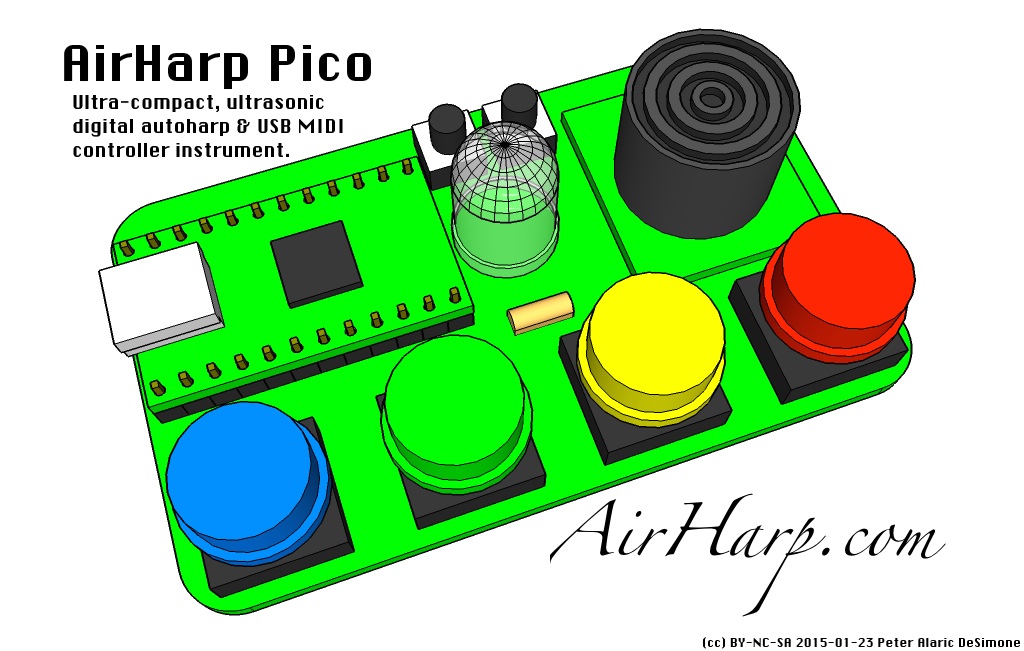 AirHarp Pico
Ultra-compact, ultrasonic
digital autoharp & USB MIDI
controller instrument.
AirHarp.com
(cc) BY-NC-SA 2015-01-23 Peter Alaric DeSimone